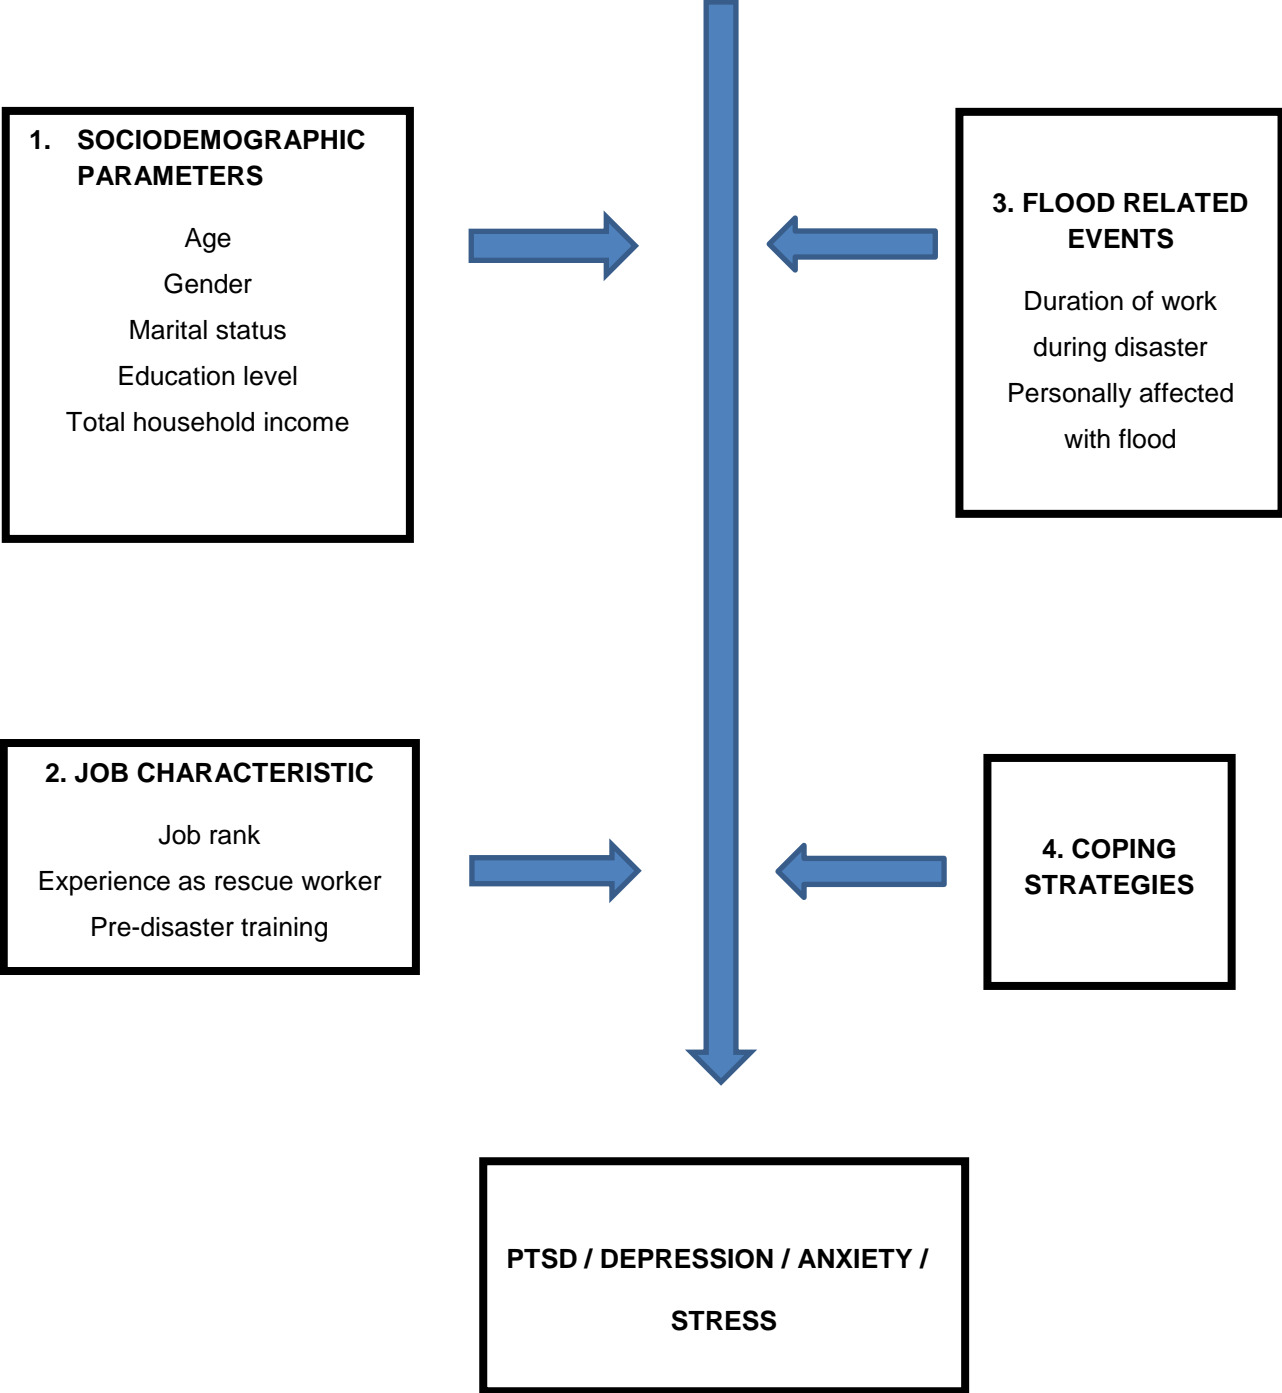 1. SOCIODEMOGRAPHIC
PARAMETERS
Age
Gender
Marital status
Education level
Total household income
3. FLOOD RELATED
EVENTS
Duration of work
during disaster
Personally affected
with flood
2. JOB CHARACTERISTIC
Job rank
Experience as rescue worker
Pre-disaster training
4. COPING
STRATEGIES
PTSD / DEPRESSION / ANXIETY /
STRESS